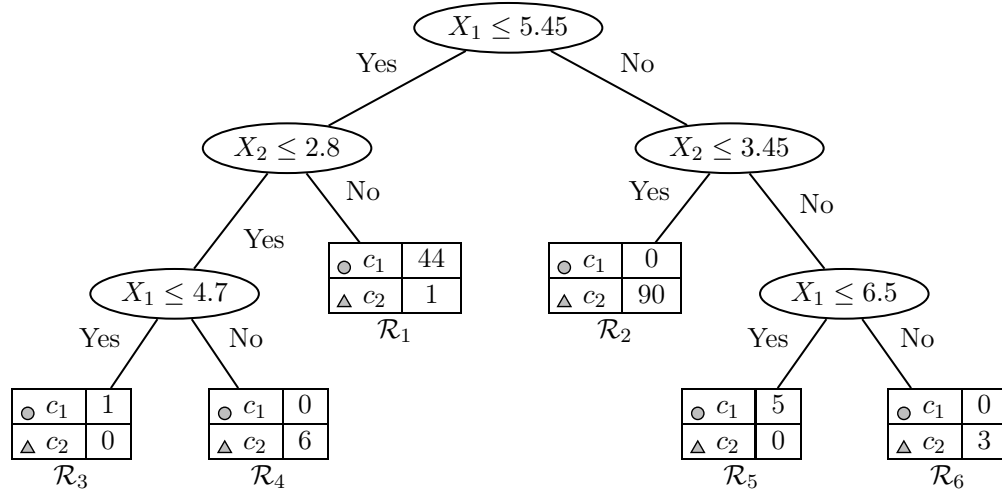 X₁ ≤ 5.45
Yes
No
X₂ ≤ 2.8
X₂ ≤ 3.45
Yes
No
Yes
No
X₁ ≤ 4.7
c₁ 44
c₂ 1
R₁
c₁ 0
c₂ 90
R₂
X₁ ≤ 6.5
Yes
No
Yes
No
c₁ 1
c₂ 0
R₃
c₁ 0
c₂ 6
R₄
c₁ 5
c₂ 0
R₅
c₁ 0
c₂ 3
R₆